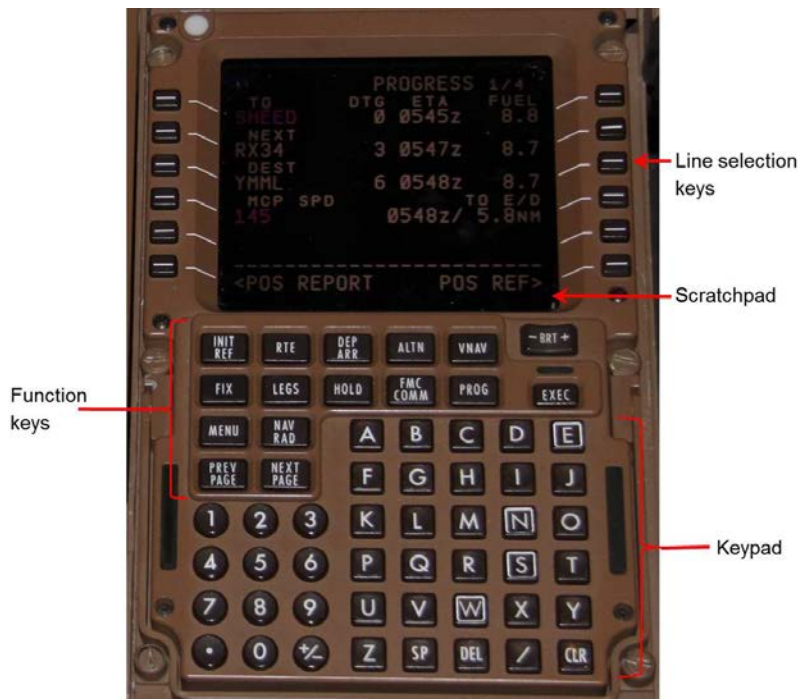 PROGRESS 1/4
TO DTG ETA FUEL
SHEED 0 0545z 8.8
NEXT
RX34 3 0547z 8.7
DEST
YMML 6 0548z 8.7
MCP SPD TO E/D
145 0548z/ 5.8NM
<POS REPORT POS REF>
Line selection
keys
Scratchpad
Function
keys
Keypad
- BRT +
INIT REF RTE DEP ARR ALTN VNAV
FIX LEGS HOLD FMC COMM PROG EXEC
MENU NAV RAD A B C D E
PREV PAGE NEXT PAGE F G H I J
1 2 3 K L M N O
4 5 6 P Q R S T
7 8 9 U V W X Y
. 0 +/- Z SP DEL / CLR